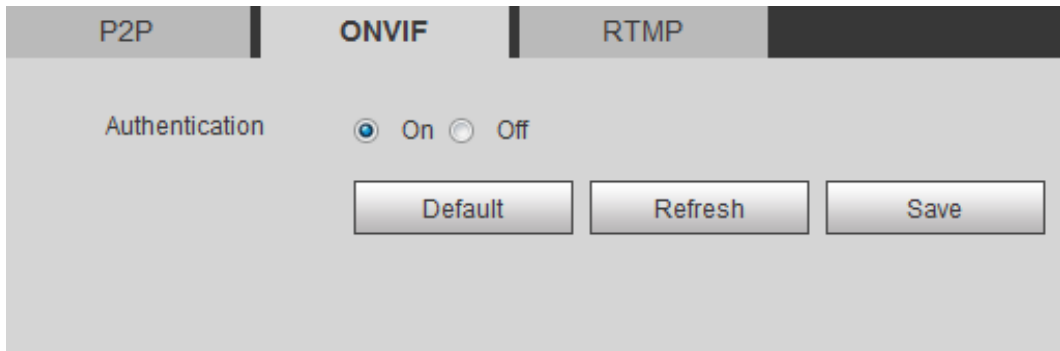 P2P ONVIF RTMP
Authentication On Off
Default Refresh Save